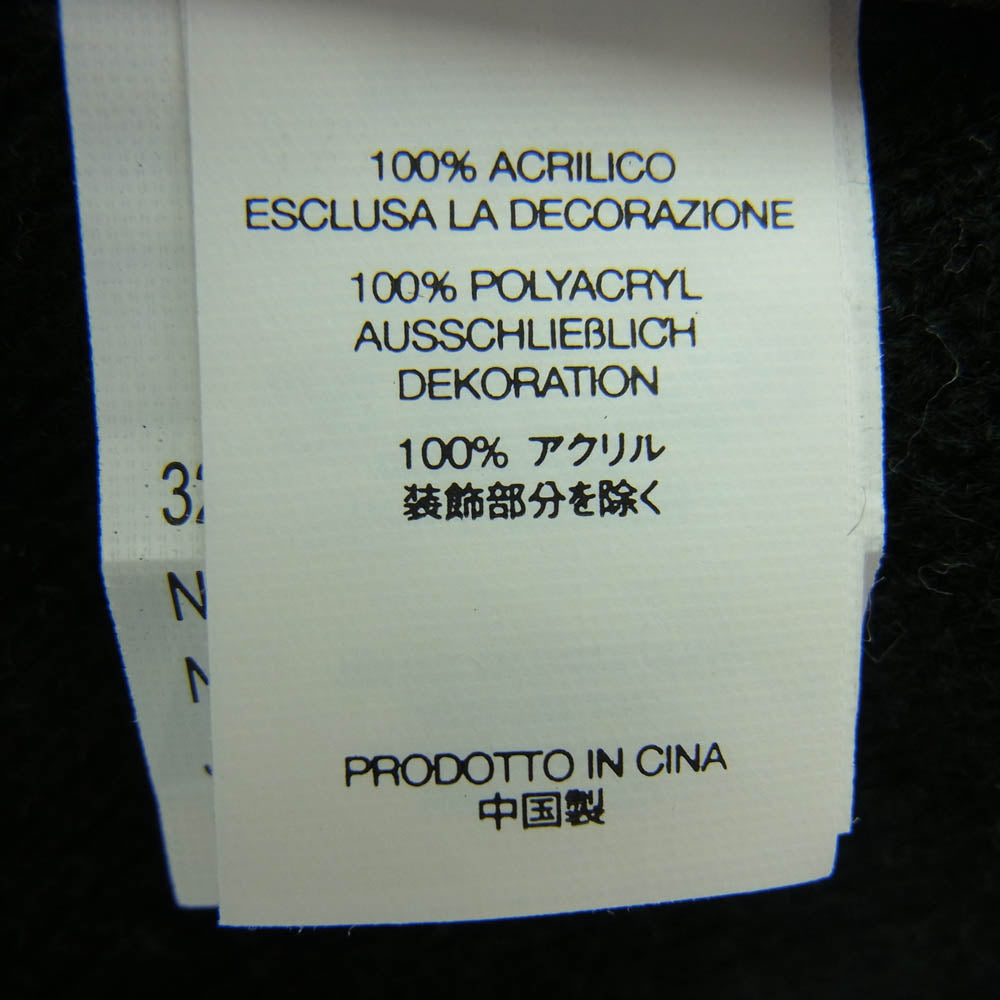 100% ACRILICO
ESCLUSA LA DECORAZIONE
100% POLYACRYL
AUSSCHLIEßLICH
DEKORATION
100% アクリル
装飾部分を除く
PRODOTTO IN CINA
中国製